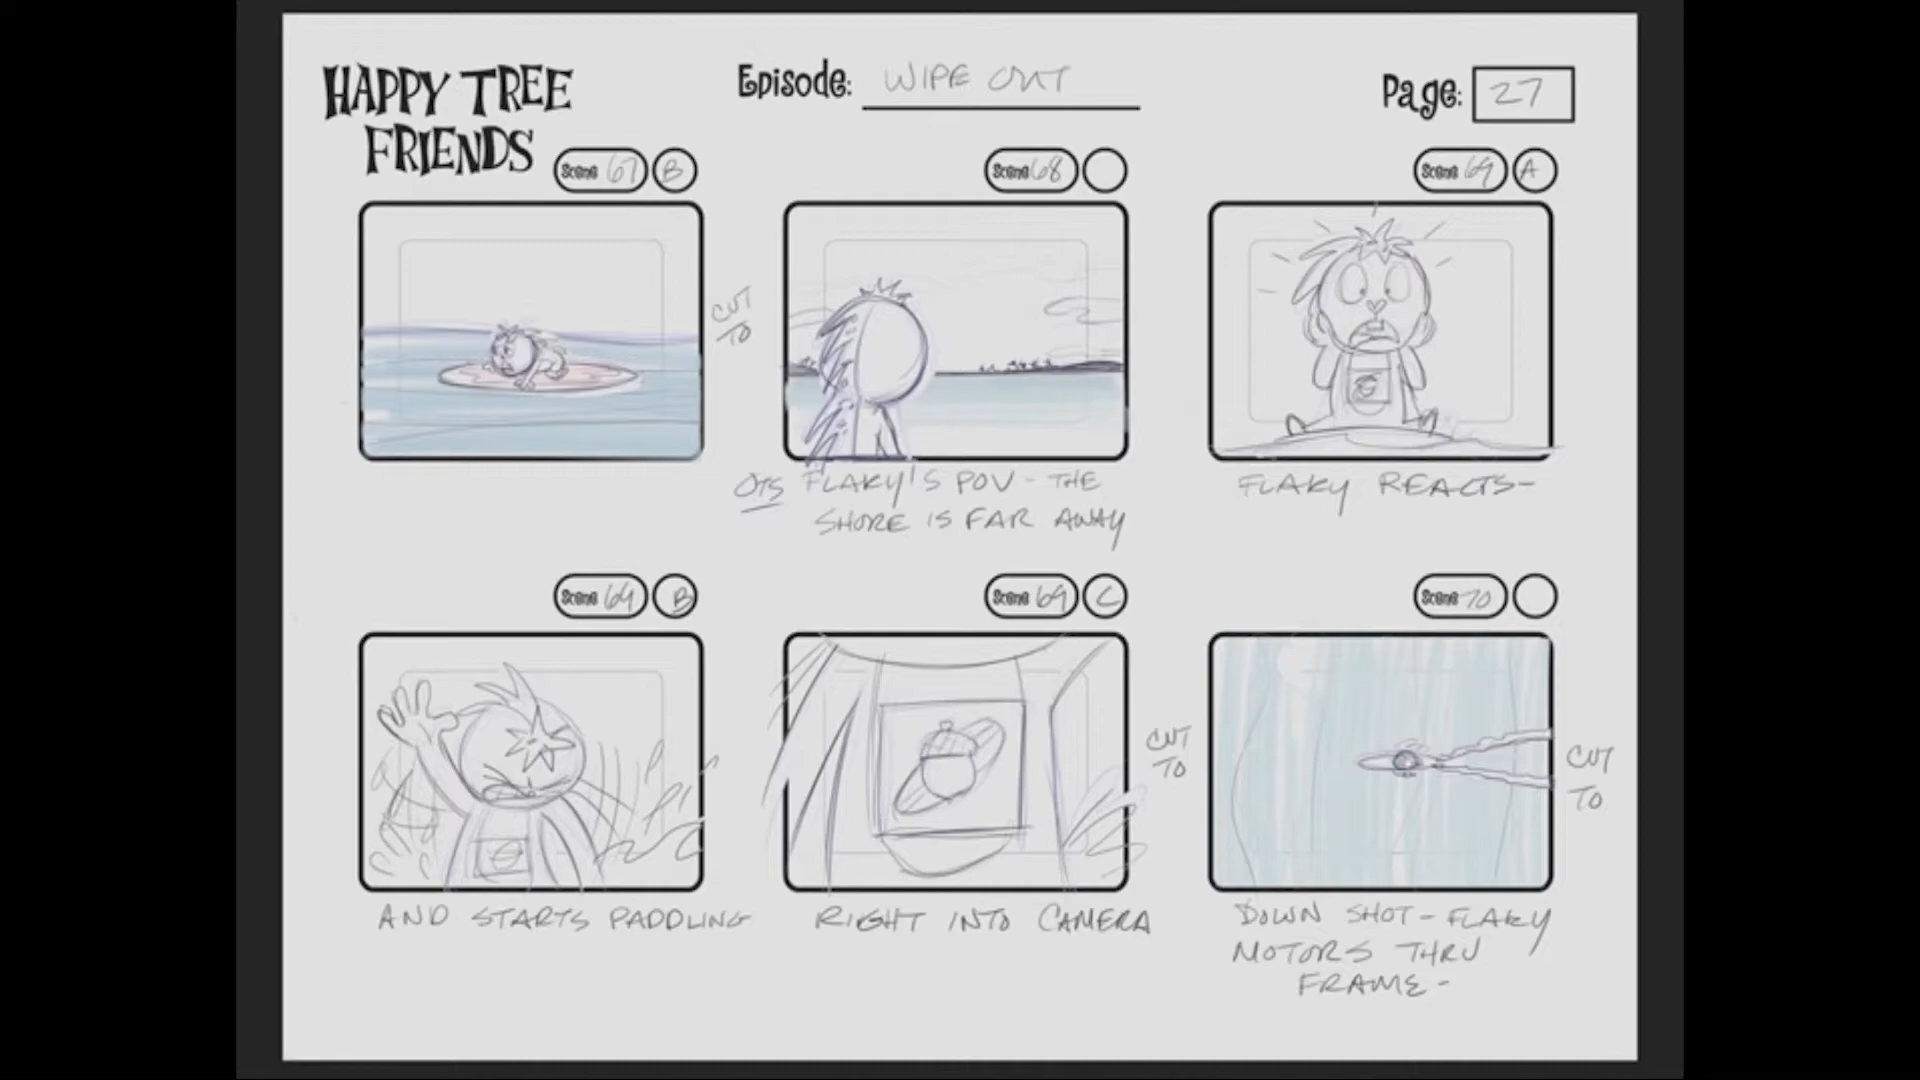 HAPPY TREE
FRIENDS
Episode: WIPE OUT
Page: 27
Scene 67 B
Scene 68
Scene 69 A
CUT
TO
OTS FLAKY'S POV - THE
SHORE IS FAR AWAY
FLAKY REACTS-
Scene 69 B
Scene 69 C
Scene 70
CUT
TO
CUT
TO
AND STARTS PADDLING
RIGHT INTO CAMERA
DOWN SHOT - FLAKY
MOTORS THRU
FRAME -